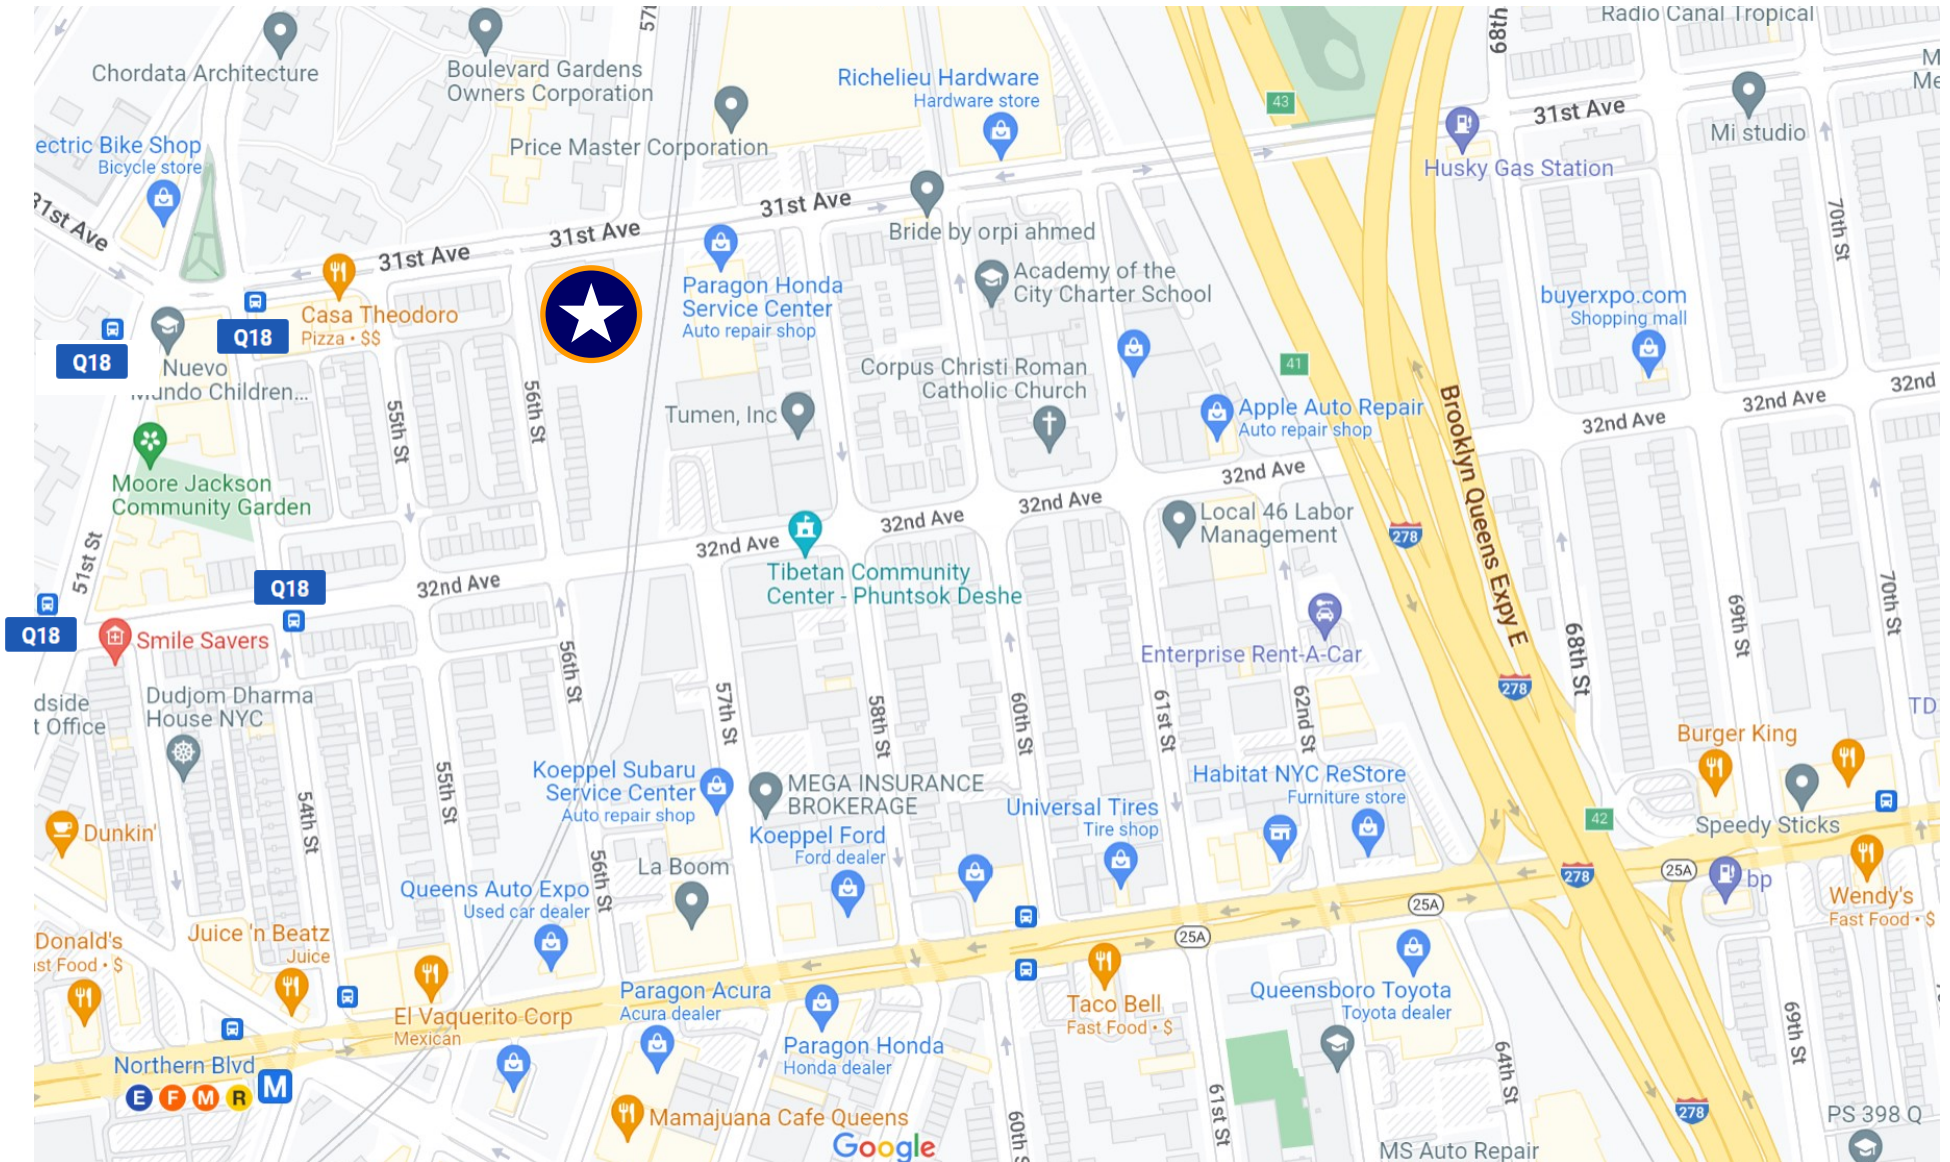 57t
68th
Radio Canal Tropical
Chordata Architecture
Boulevard Gardens
Owners Corporation
Richelieu Hardware
Hardware store
43
31st Ave
Mi studio
ectric Bike Shop
Bicycle store
Price Master Corporation
Husky Gas Station
31st Ave
31st Ave
31st Ave
31st Ave
Bride by orpi ahmed
70th St
Academy of the
City Charter School
Paragon Honda
Service Center
Auto repair shop
buyerxpo.com
Shopping mall
Casa Theodoro
Pizza • $$
Q18
Q18
Nuevo
Mundo Children...
41
Corpus Christi Roman
Catholic Church
32nd
32nd Ave
32nd Ave
56th St
55th St
Tumen, Inc
Apple Auto Repair
Auto repair shop
Brooklyn Queens Expy E
Moore Jackson
Community Garden
32nd Ave
32nd Ave
32nd Ave
32nd Ave
32nd Ave
Local 46 Labor
Management
278
51st St
Q18
Tibetan Community
Center - Phuntsok Deshe
70th St
69th St
Q18
Smile Savers
Enterprise Rent-A-Car
68th St
56th St
57th St
58th St
60th St
61st St
62nd St
278
dside
t Office
Dudjom Dharma
House NYC
TD
Burger King
Koeppel Subaru
Service Center
Auto repair shop
MEGA INSURANCE
BROKERAGE
Habitat NYC ReStore
Furniture store
55th St
54th St
Universal Tires
Tire shop
42
Speedy Sticks
Dunkin'
Koeppel Ford
Ford dealer
La Boom
56th St
278
25A
bp
Queens Auto Expo
Used car dealer
Wendy's
Fast Food • $
25A
25A
Donald's
ast Food • $
Juice 'n Beatz
Juice
Paragon Acura
Acura dealer
Taco Bell
Fast Food • $
Queensboro Toyota
Toyota dealer
El Vaquerito Corp
Mexican
Paragon Honda
Honda dealer
69th St
64th St
Northern Blvd
M
E F M R
61st St
60th S
278
Mamajuana Cafe Queens
PS 398 Q
Google
MS Auto Repair